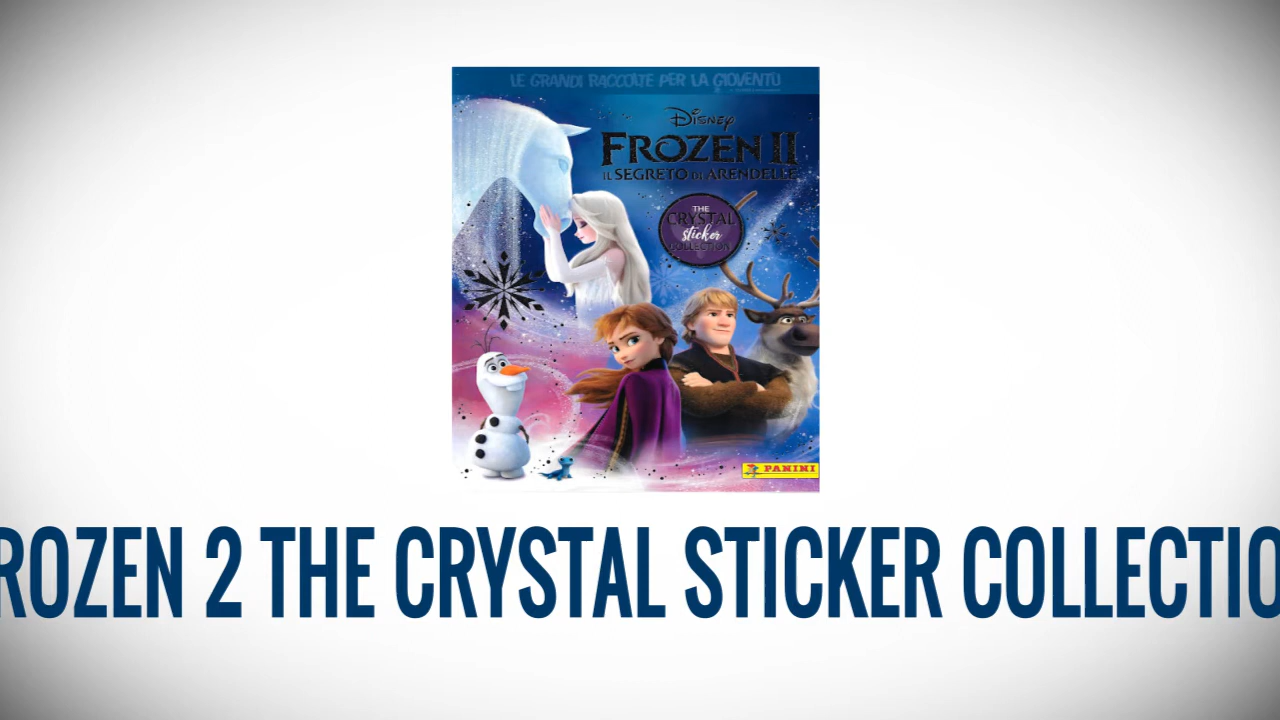 LE GRANDI RACCOLTE PER LA GIOVENTÙ
Disney
FROZEN II
IL SEGRETO DI ARENDELLE
THE
CRYSTAL
sticker
COLLECTION
PANINI
ROZEN 2 THE CRYSTAL STICKER COLLECTIO